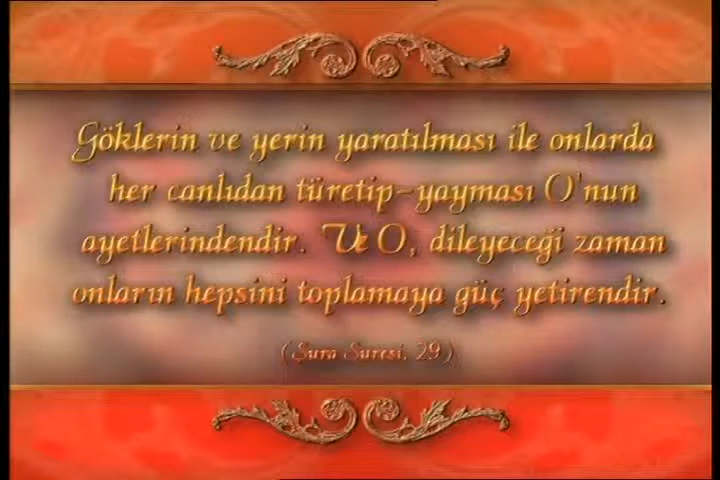 Göklerin ve yerin yaratılması ile onlarda
her canlıdan türetip-yayması O'nun
ayetlerindendir. Ve O, dileyeceği zaman
onların hepsini toplamaya güç yetirendir.
(Şura Suresi, 29)